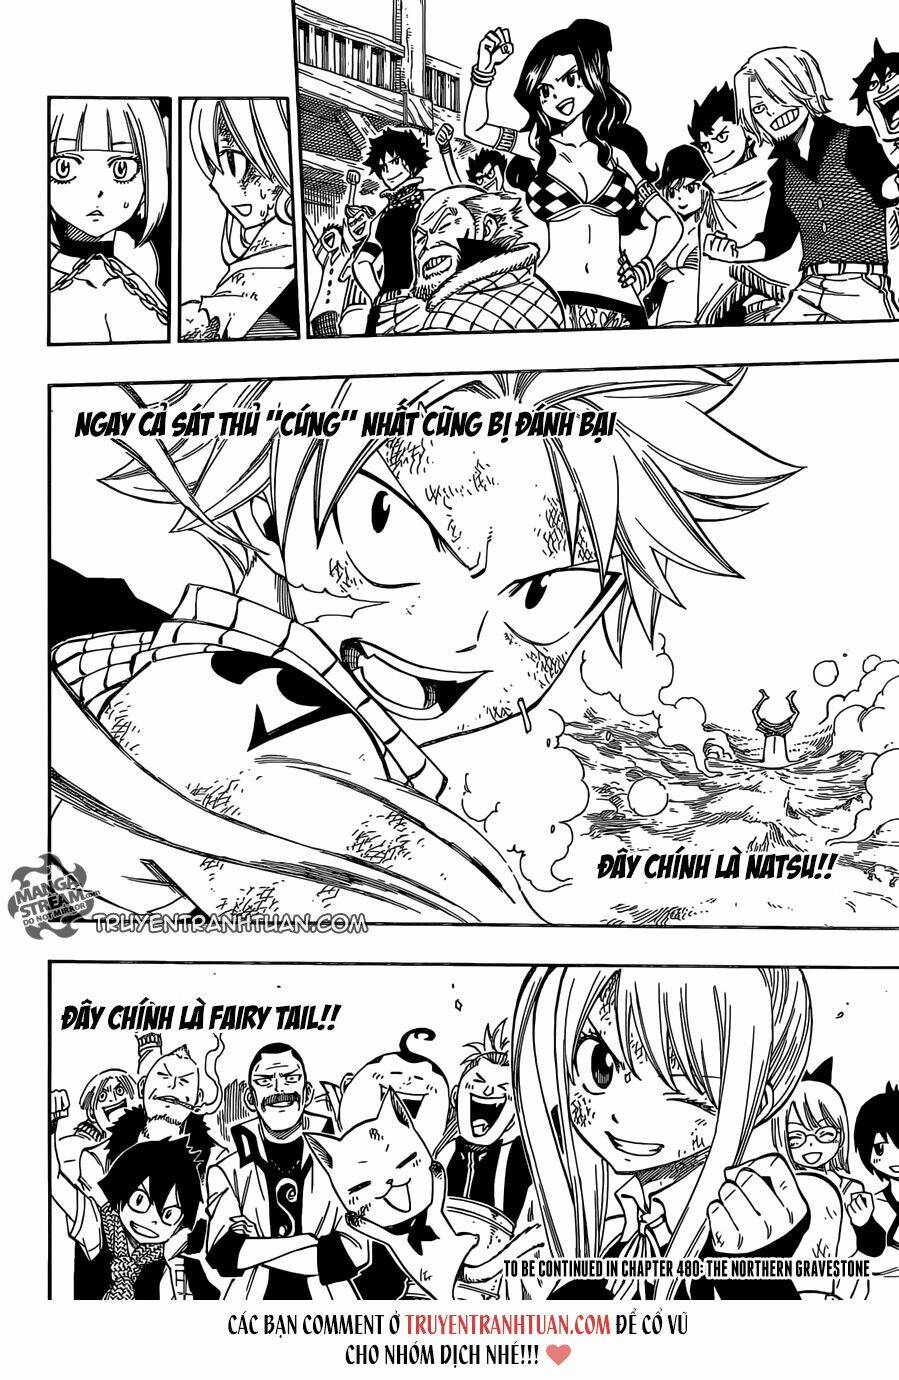 NGAY CẢ SÁT THỦ "CỨNG" NHẤT CŨNG BỊ ĐÁNH BẠI
ĐÂY CHÍNH LÀ NATSU!!
MANGA
STREAM.COM
DO NOT MIRROR
TRUYENTRANHTUAN.COM
ĐÂY CHÍNH LÀ FAIRY TAIL!!
TO BE CONTINUED IN CHAPTER 480: THE NORTHERN GRAVESTONE
CÁC BẠN COMMENT Ở TRUYENTRANHTUAN.COM ĐỂ CỔ VŨ
CHO NHÓM DỊCH NHÉ!!! ❤